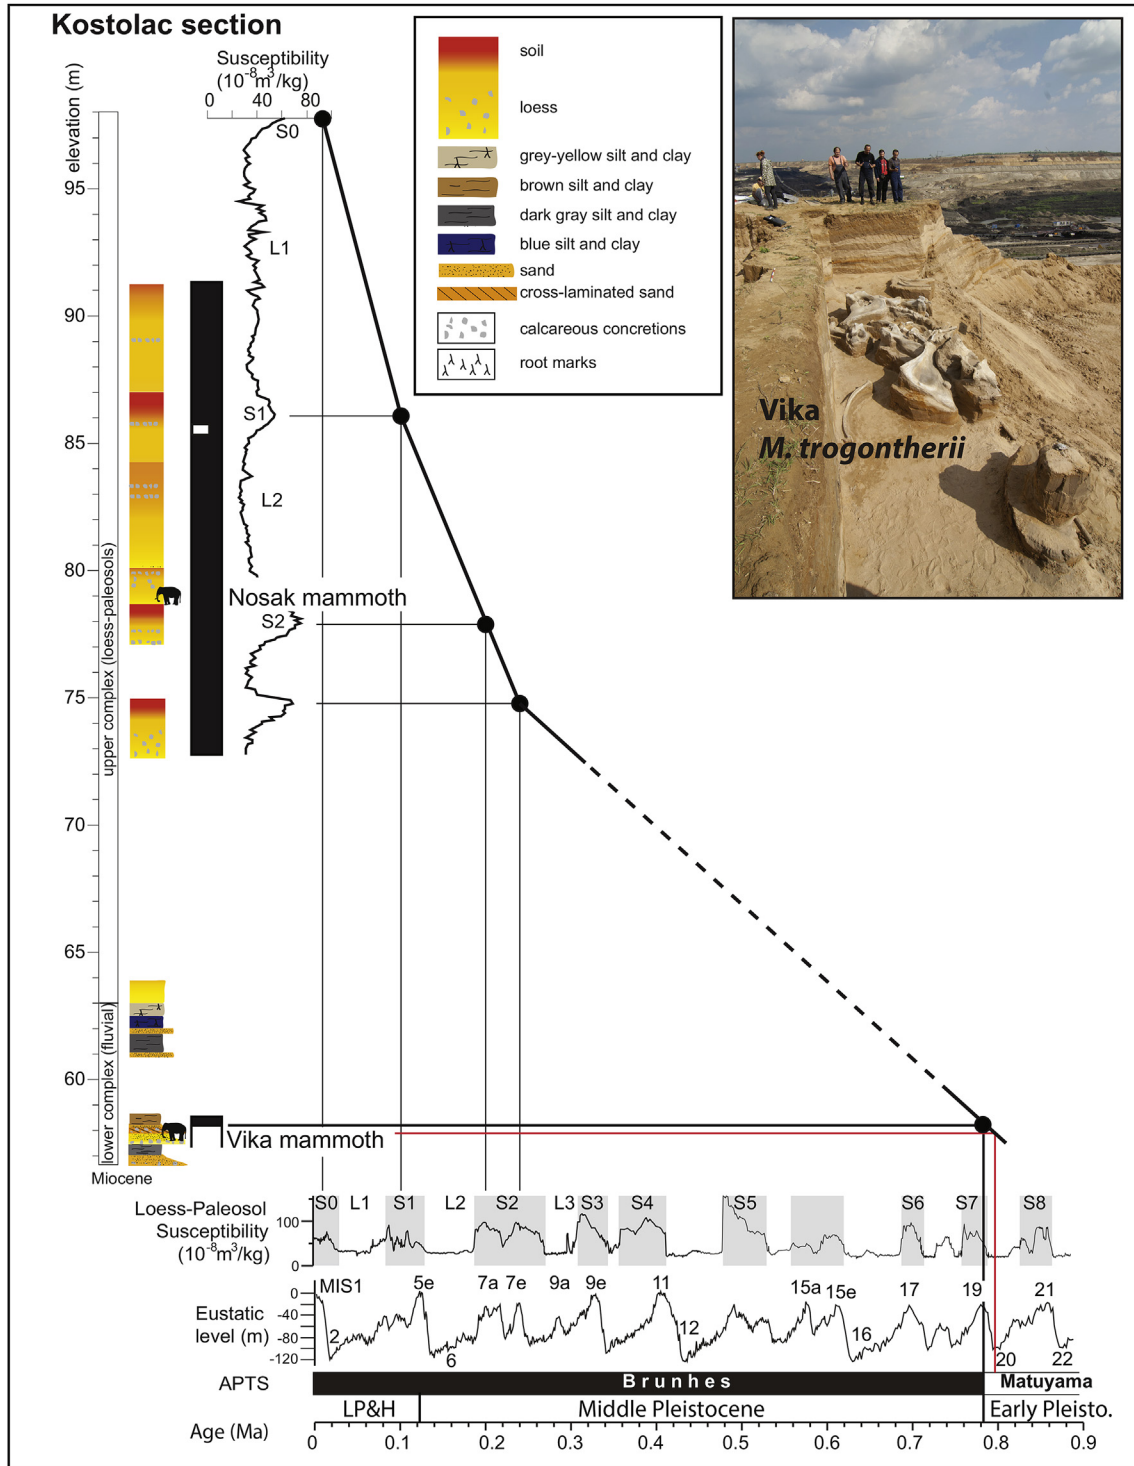 Kostolac section
Susceptibility
(10⁻⁸m³/kg)
0 40 80
elevation (m)
95
90
85
80
75
70
65
60
upper complex (loess-paleosols)
lower complex (fluvial)
Miocene
S0
L1
S1
L2
Nosak mammoth
S2
Vika mammoth
soil
loess
grey-yellow silt and clay
brown silt and clay
dark gray silt and clay
blue silt and clay
sand
cross-laminated sand
calcareous concretions
root marks
Vika
M. trogontherii
Loess-Paleosol
Susceptibility
(10⁻⁸m³/kg)
100
0
S0 L1 S1 L2 S2 L3 S3 S4 S5 S6 S7 S8
Eustatic
level (m)
0
-40
-80
-120
MIS1 2 5e 6 7a 7e 9a 9e 11 12 15a 15e 16 17 19 20 21 22
APTS
Brunhes
Matuyama
LP&H
Middle Pleistocene
Early Pleisto.
Age (Ma)
0 0.1 0.2 0.3 0.4 0.5 0.6 0.7 0.8 0.9